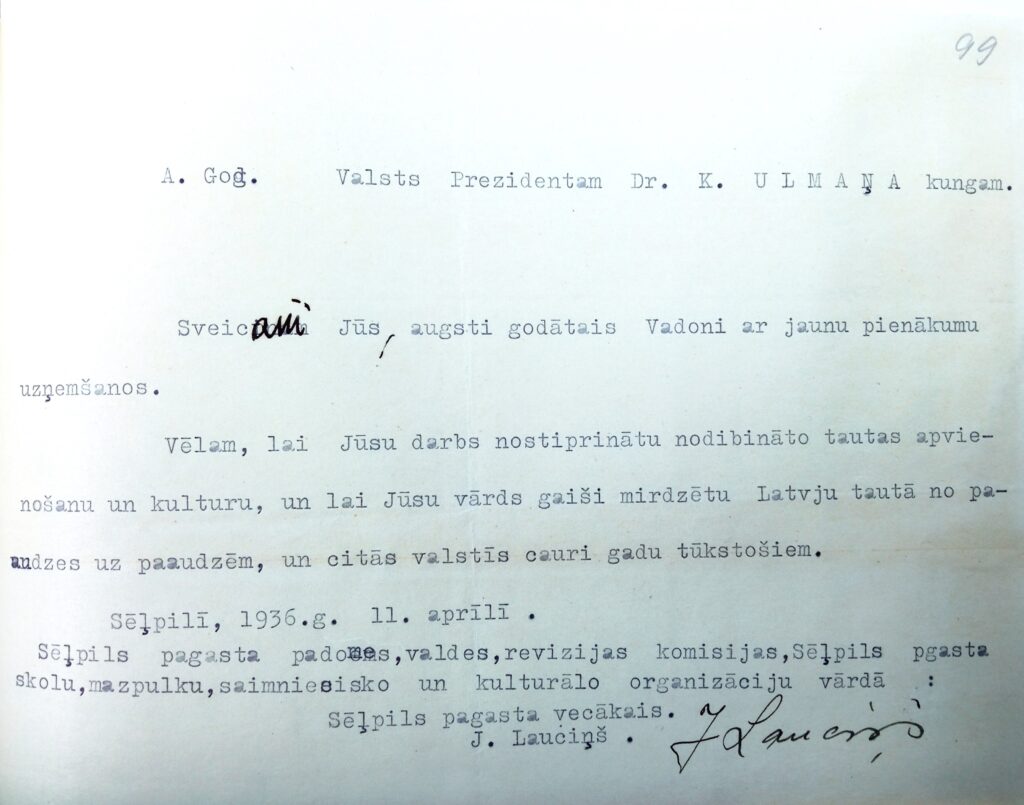 99
A. God. Valsts Prezidentam Dr. K. U L M A Ņ A kungam.
Sveicam Jūs, augsti godātais Vadoni ar jaunu pienākumu
uzņemšanos.
Vēlam, lai Jūsu darbs nostiprinātu nodibināto tautas apvie-
nošanu un kulturu, un lai Jūsu vārds gaiši mirdzētu Latvju tautā no pa-
audzes uz paaudzēm, un citās valstīs cauri gadu tūkstošiem.
Sēļpilī, 1936.g. 11. aprīlī .
Sēļpils pagasta padomes,valdes,revizijas komisijas,Sēļpils pgasta
skolu,mazpulku,saimniesisko un kulturālo organizāciju vārdā :
Sēļpils pagasta vecākais.
J. Lauciņš . J Lauciņš